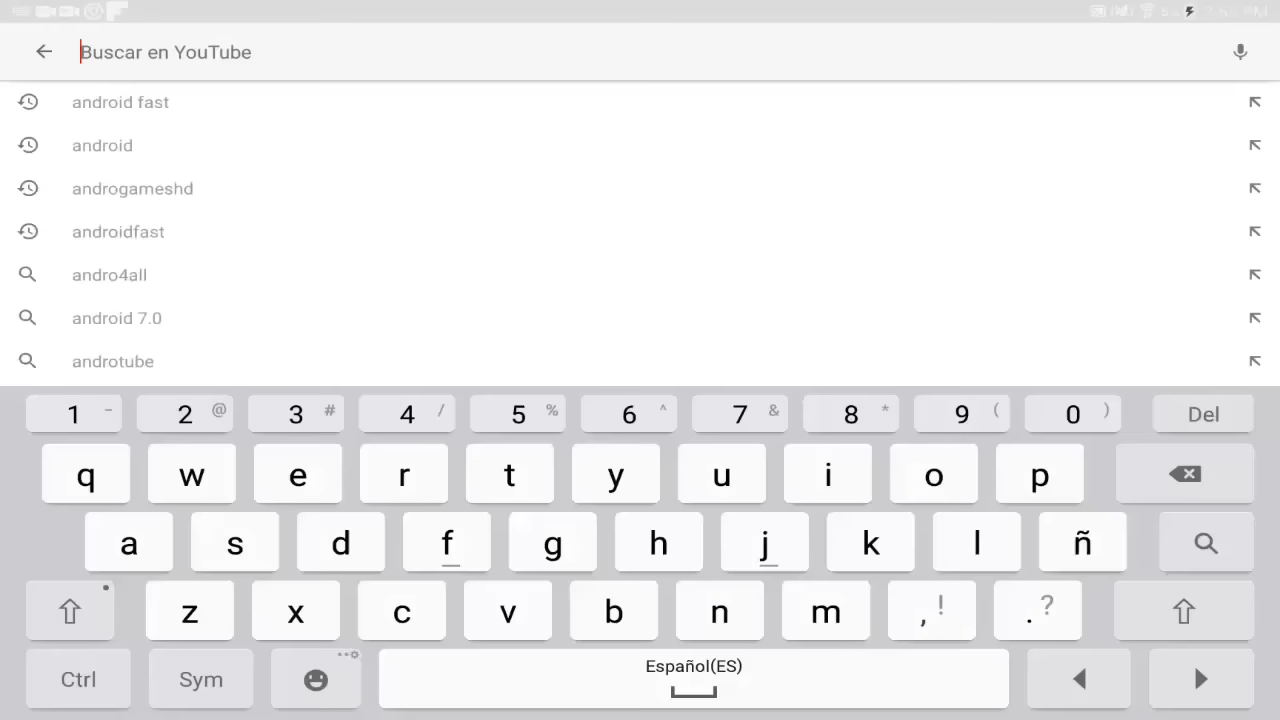 Buscar en YouTube
android fast
android
androgameshd
androidfast
andro4all
android 7.0
androtube
1 - 2 @ 3 # 4 / 5 % 6 ^ 7 & 8 * 9 ( 0 ) Del
q w e r t y u i o p
a s d f g h j k l ñ
z x c v b n m , ! . ?
Ctrl Sym Español(ES)